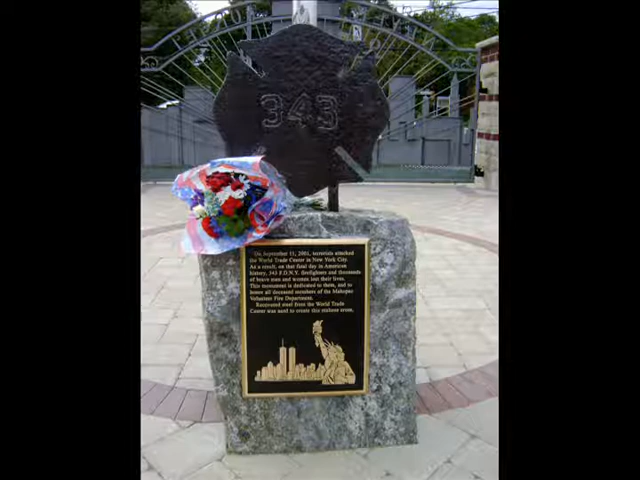 343
On September 11, 2001, terrorists attacked
the World Trade Center in New York City.
As a result, on that fatal day in American
history, 343 F.D.N.Y. firefighters and thousands
of brave men and women lost their lives.
This monument is dedicated to them, and to
honor all deceased members of the Mahopac
Volunteer Fire Department.
Recovered steel from the World Trade
Center was used to create this maltese cross.